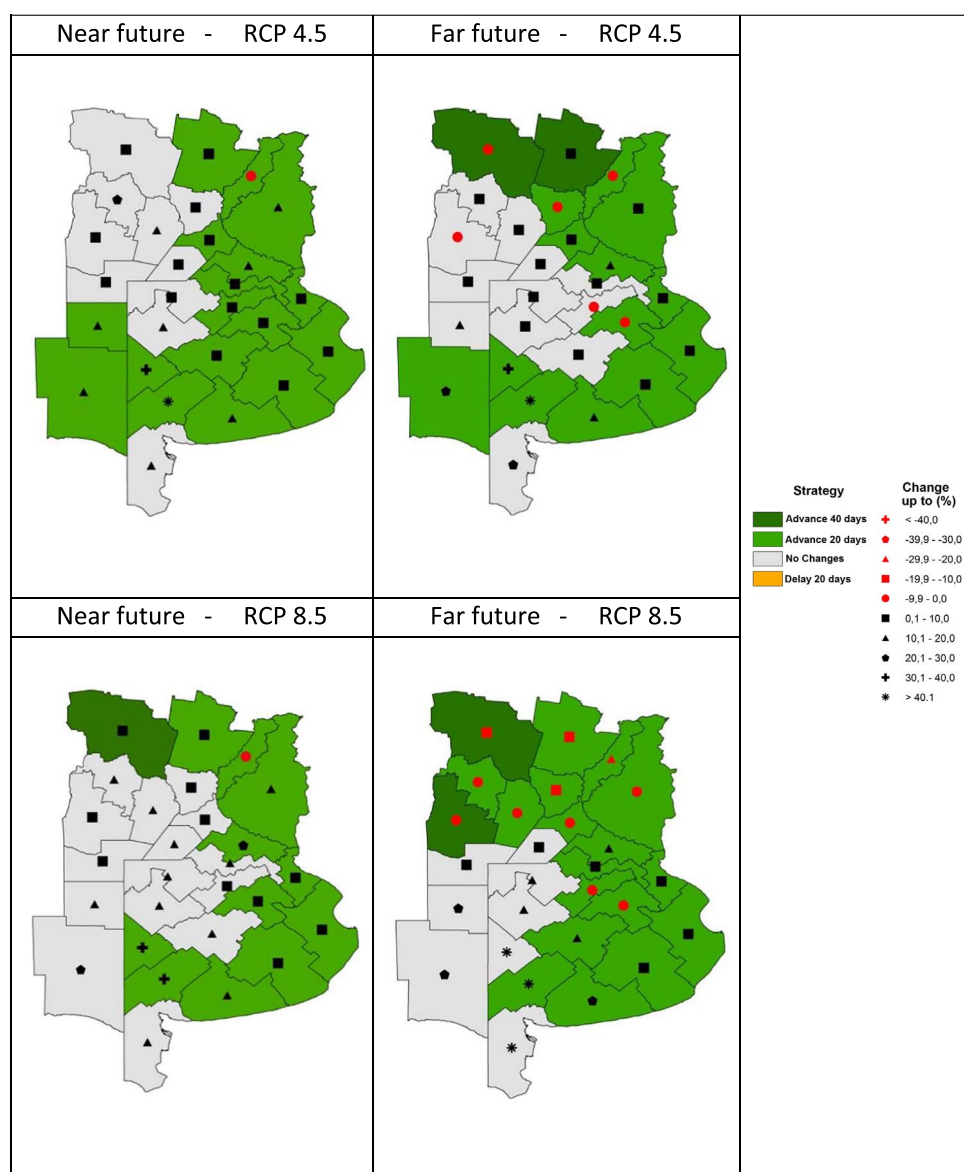 Near future - RCP 4.5
Far future - RCP 4.5
Near future - RCP 8.5
Far future - RCP 8.5
Strategy
Advance 40 days
Advance 20 days
No Changes
Delay 20 days
Change
up to (%)
< -40,0
-39,9 - -30,0
-29,9 - -20,0
-19,9 - -10,0
-9,9 - 0,0
0,1 - 10,0
10,1 - 20,0
20,1 - 30,0
30,1 - 40,0
> 40.1